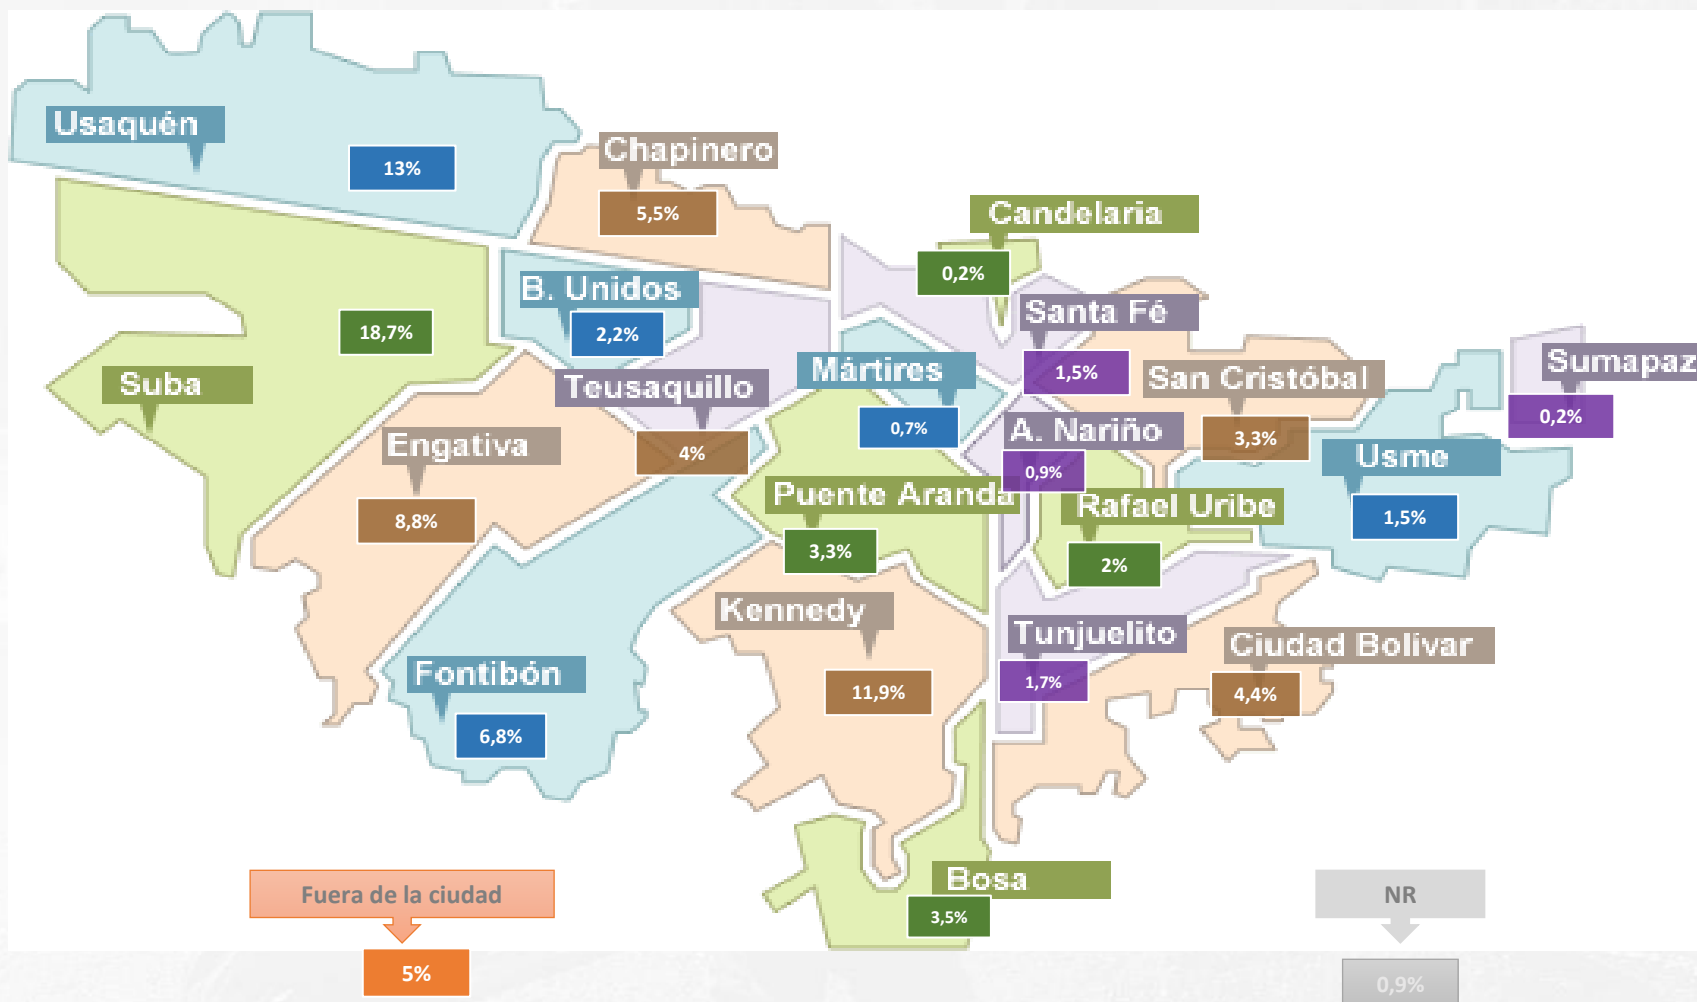 Usaquén
13%
Chapinero
5,5%
Candelaria
0,2%
B. Unidos
2,2%
Santa Fé
1,5%
18,7%
Suba
Teusaquillo
4%
Mártires
0,7%
San Cristóbal
3,3%
Sumapaz
0,2%
Engativa
8,8%
A. Nariño
0,9%
Usme
1,5%
Puente Aranda
3,3%
Rafael Uribe
2%
Kennedy
11,9%
Tunjuelito
1,7%
Ciudad Bolívar
4,4%
Fontibón
6,8%
Bosa
3,5%
Fuera de la ciudad
5%
NR
0,9%